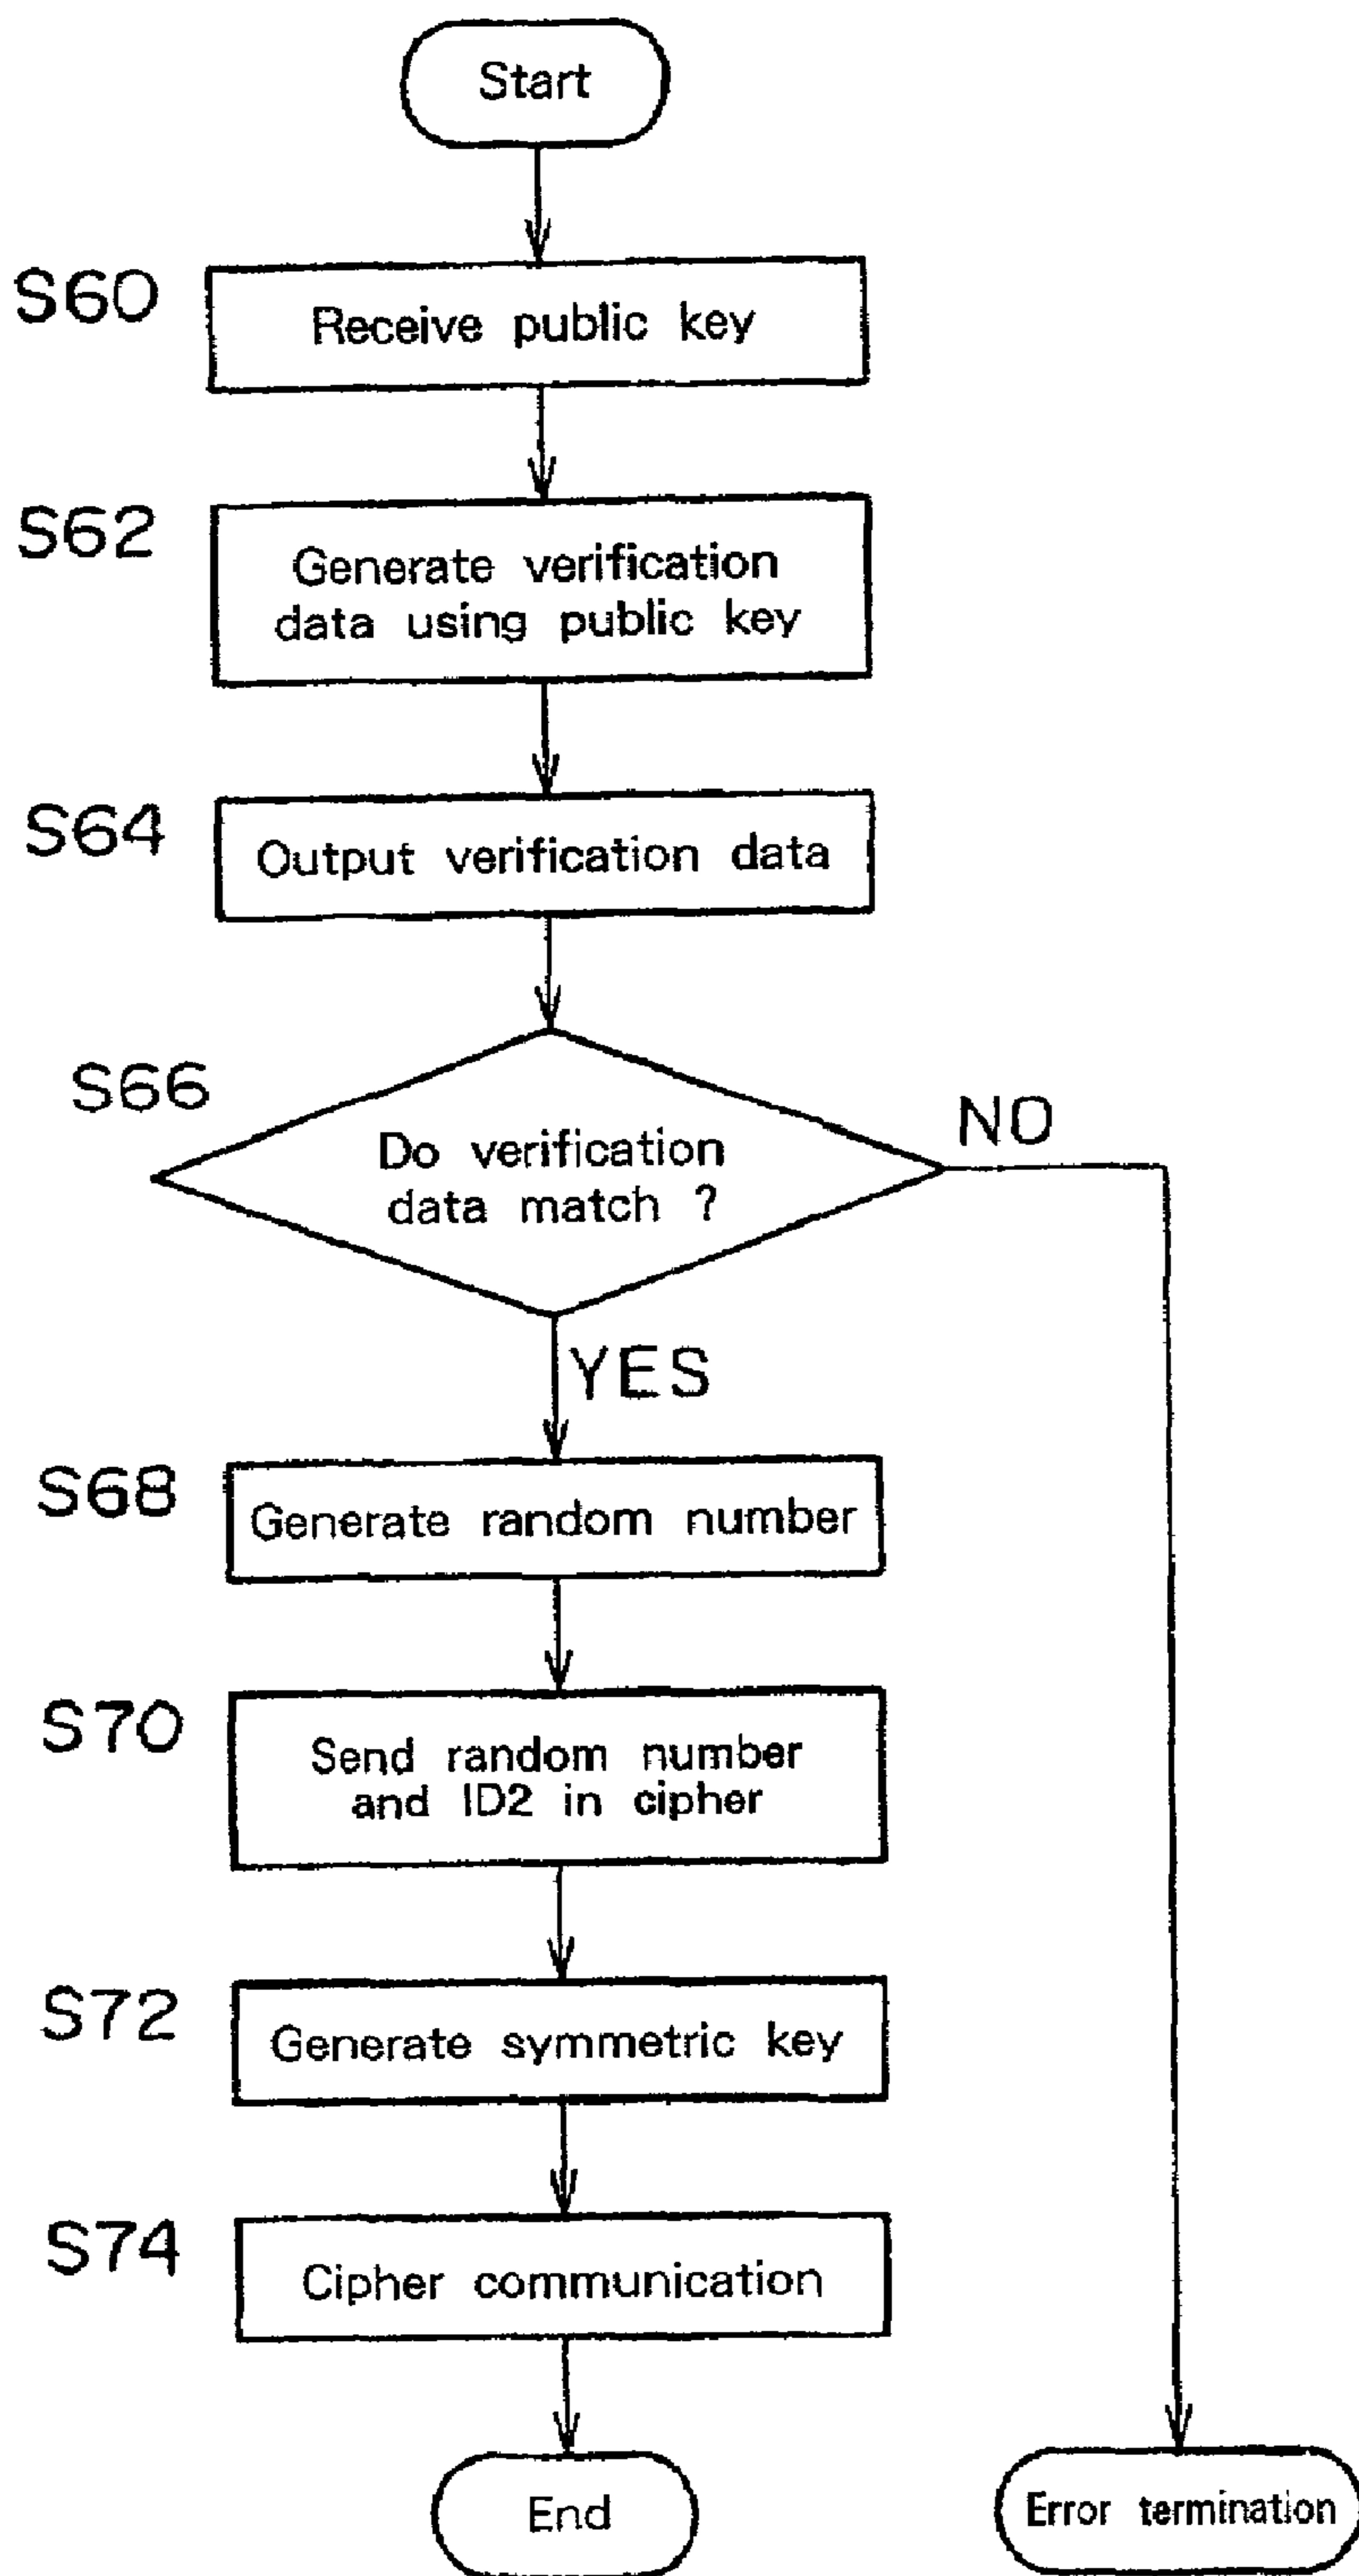 Start
S60
Receive public key
S62
Generate verification
data using public key
S64
Output verification data
S66
Do verification
data match ?
NO
YES
S68
Generate random number
S70
Send random number
and ID2 in cipher
S72
Generate symmetric key
S74
Cipher communication
End
Error termination